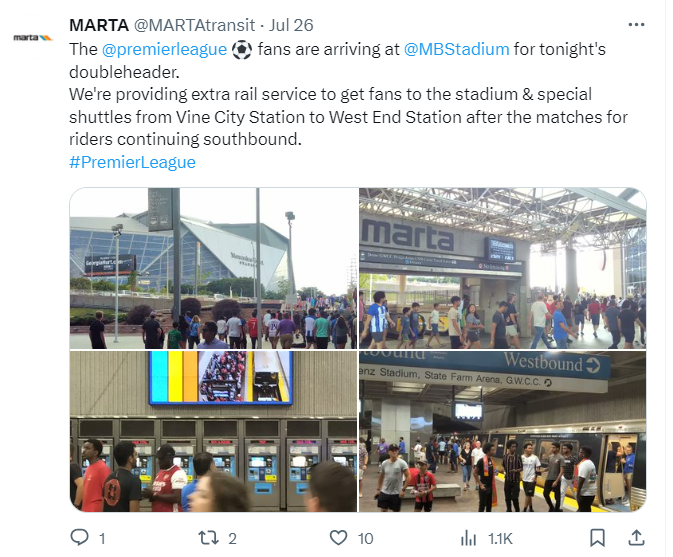 marta
MARTA @MARTAtransit · Jul 26
The @premierleague ⚽ fans are arriving at @MBStadium for tonight's
doubleheader.
We're providing extra rail service to get fans to the stadium & special
shuttles from Vine City Station to West End Station after the matches for
riders continuing southbound.
#PremierLeague
marta
Westbound
enz Stadium, State Farm Arena, G.W.C.C.
1
2
10
1.1K